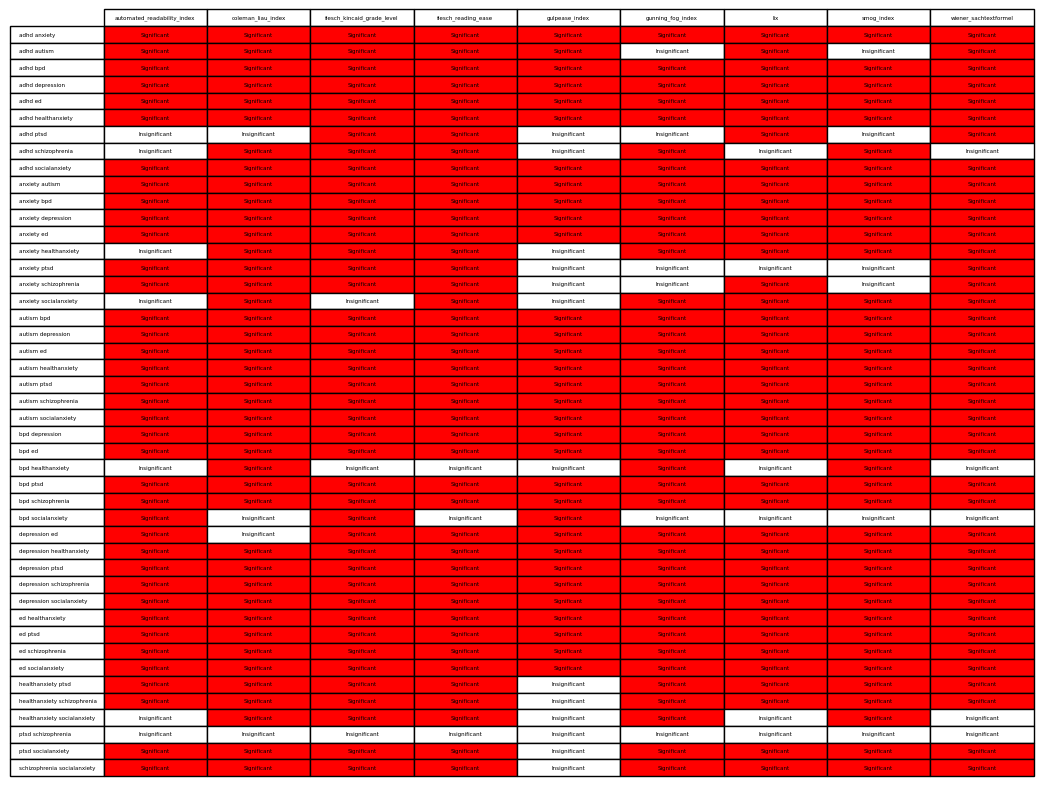 automated_readability_index coleman_liau_index flesch_kincaid_grade_level flesch_reading_ease gulpease_index gunning_fog_index lix smog_index wiener_sachtextformel
adhd anxiety Significant Significant Significant Significant Significant Significant Significant Significant Significant
adhd autism Significant Significant Significant Significant Significant Insignificant Significant Insignificant Significant
adhd bpd Significant Significant Significant Significant Significant Significant Significant Significant Significant
adhd depression Significant Significant Significant Significant Significant Significant Significant Significant Significant
adhd ed Significant Significant Significant Significant Significant Significant Significant Significant Significant
adhd healthanxiety Significant Significant Significant Significant Significant Significant Significant Significant Significant
adhd ptsd Insignificant Insignificant Significant Significant Insignificant Insignificant Significant Insignificant Significant
adhd schizophrenia Insignificant Significant Significant Significant Insignificant Significant Insignificant Significant Insignificant
adhd socialanxiety Significant Significant Significant Significant Significant Significant Significant Significant Significant
anxiety autism Significant Significant Significant Significant Significant Significant Significant Significant Significant
anxiety bpd Significant Significant Significant Significant Significant Significant Significant Significant Significant
anxiety depression Significant Significant Significant Significant Significant Significant Significant Significant Significant
anxiety ed Significant Significant Significant Significant Significant Significant Significant Significant Significant
anxiety healthanxiety Insignificant Significant Significant Significant Insignificant Significant Significant Significant Significant
anxiety ptsd Significant Significant Significant Significant Insignificant Insignificant Insignificant Insignificant Significant
anxiety schizophrenia Significant Significant Significant Significant Insignificant Insignificant Significant Insignificant Significant
anxiety socialanxiety Insignificant Significant Insignificant Significant Insignificant Significant Significant Significant Significant
autism bpd Significant Significant Significant Significant Significant Significant Significant Significant Significant
autism depression Significant Significant Significant Significant Significant Significant Significant Significant Significant
autism ed Significant Significant Significant Significant Significant Significant Significant Significant Significant
autism healthanxiety Significant Significant Significant Significant Significant Significant Significant Significant Significant
autism ptsd Significant Significant Significant Significant Significant Significant Significant Significant Significant
autism schizophrenia Significant Significant Significant Significant Significant Significant Significant Significant Significant
autism socialanxiety Significant Significant Significant Significant Significant Significant Significant Significant Significant
bpd depression Significant Significant Significant Significant Significant Significant Significant Significant Significant
bpd ed Significant Significant Significant Significant Significant Significant Significant Significant Significant
bpd healthanxiety Insignificant Significant Insignificant Insignificant Insignificant Significant Insignificant Significant Insignificant
bpd ptsd Significant Significant Significant Significant Significant Significant Significant Significant Significant
bpd schizophrenia Significant Significant Significant Significant Significant Significant Significant Significant Significant
bpd socialanxiety Significant Insignificant Significant Insignificant Significant Insignificant Insignificant Insignificant Insignificant
depression ed Significant Insignificant Significant Significant Significant Significant Significant Significant Significant
depression healthanxiety Significant Significant Significant Significant Significant Significant Significant Significant Significant
depression ptsd Significant Significant Significant Significant Significant Significant Significant Significant Significant
depression schizophrenia Significant Significant Significant Significant Significant Significant Significant Significant Significant
depression socialanxiety Significant Significant Significant Significant Significant Significant Significant Significant Significant
ed healthanxiety Significant Significant Significant Significant Significant Significant Significant Significant Significant
ed ptsd Significant Significant Significant Significant Significant Significant Significant Significant Significant
ed schizophrenia Significant Significant Significant Significant Significant Significant Significant Significant Significant
ed socialanxiety Significant Significant Significant Significant Significant Significant Significant Significant Significant
healthanxiety ptsd Significant Significant Significant Significant Insignificant Significant Significant Significant Significant
healthanxiety schizophrenia Significant Significant Significant Significant Insignificant Significant Significant Significant Significant
healthanxiety socialanxiety Insignificant Significant Significant Significant Insignificant Significant Insignificant Significant Insignificant
ptsd schizophrenia Insignificant Insignificant Insignificant Insignificant Insignificant Insignificant Insignificant Insignificant Insignificant
ptsd socialanxiety Significant Significant Significant Significant Insignificant Significant Significant Significant Significant
schizophrenia socialanxiety Significant Significant Significant Significant Insignificant Significant Significant Significant Significant